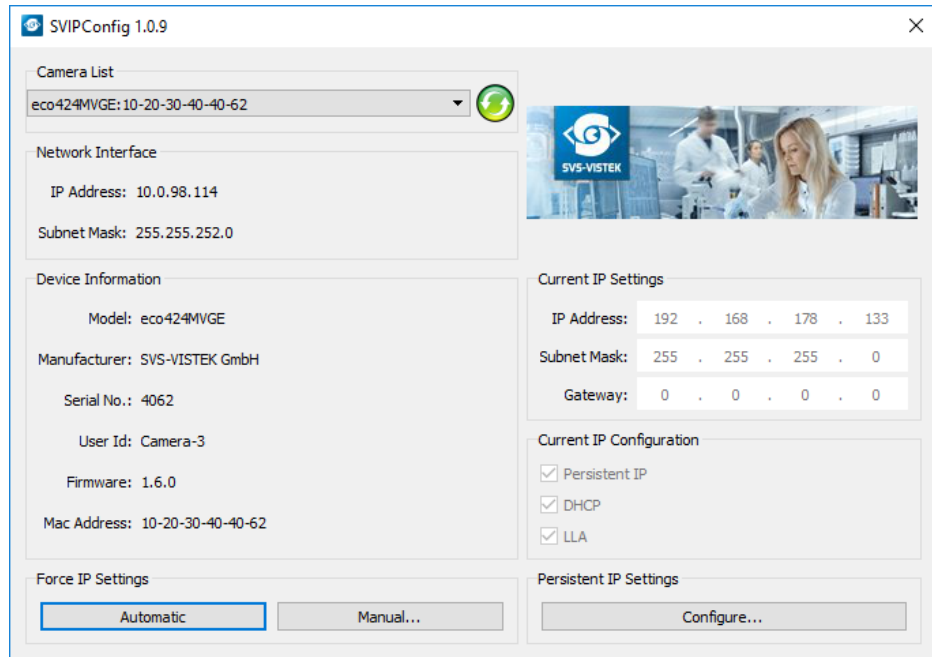 SVIPConfig 1.0.9
Camera List
eco424MVGE:10-20-30-40-40-62
SVS-VISTEK
Network Interface
IP Address: 10.0.98.114
Subnet Mask: 255.255.252.0
Device Information
Model: eco424MVGE
Manufacturer: SVS-VISTEK GmbH
Serial No.: 4062
User Id: Camera-3
Firmware: 1.6.0
Mac Address: 10-20-30-40-40-62
Current IP Settings
IP Address: 192 . 168 . 178 . 133
Subnet Mask: 255 . 255 . 255 . 0
Gateway: 0 . 0 . 0 . 0
Current IP Configuration
Persistent IP
DHCP
LLA
Force IP Settings
Automatic
Manual...
Persistent IP Settings
Configure...